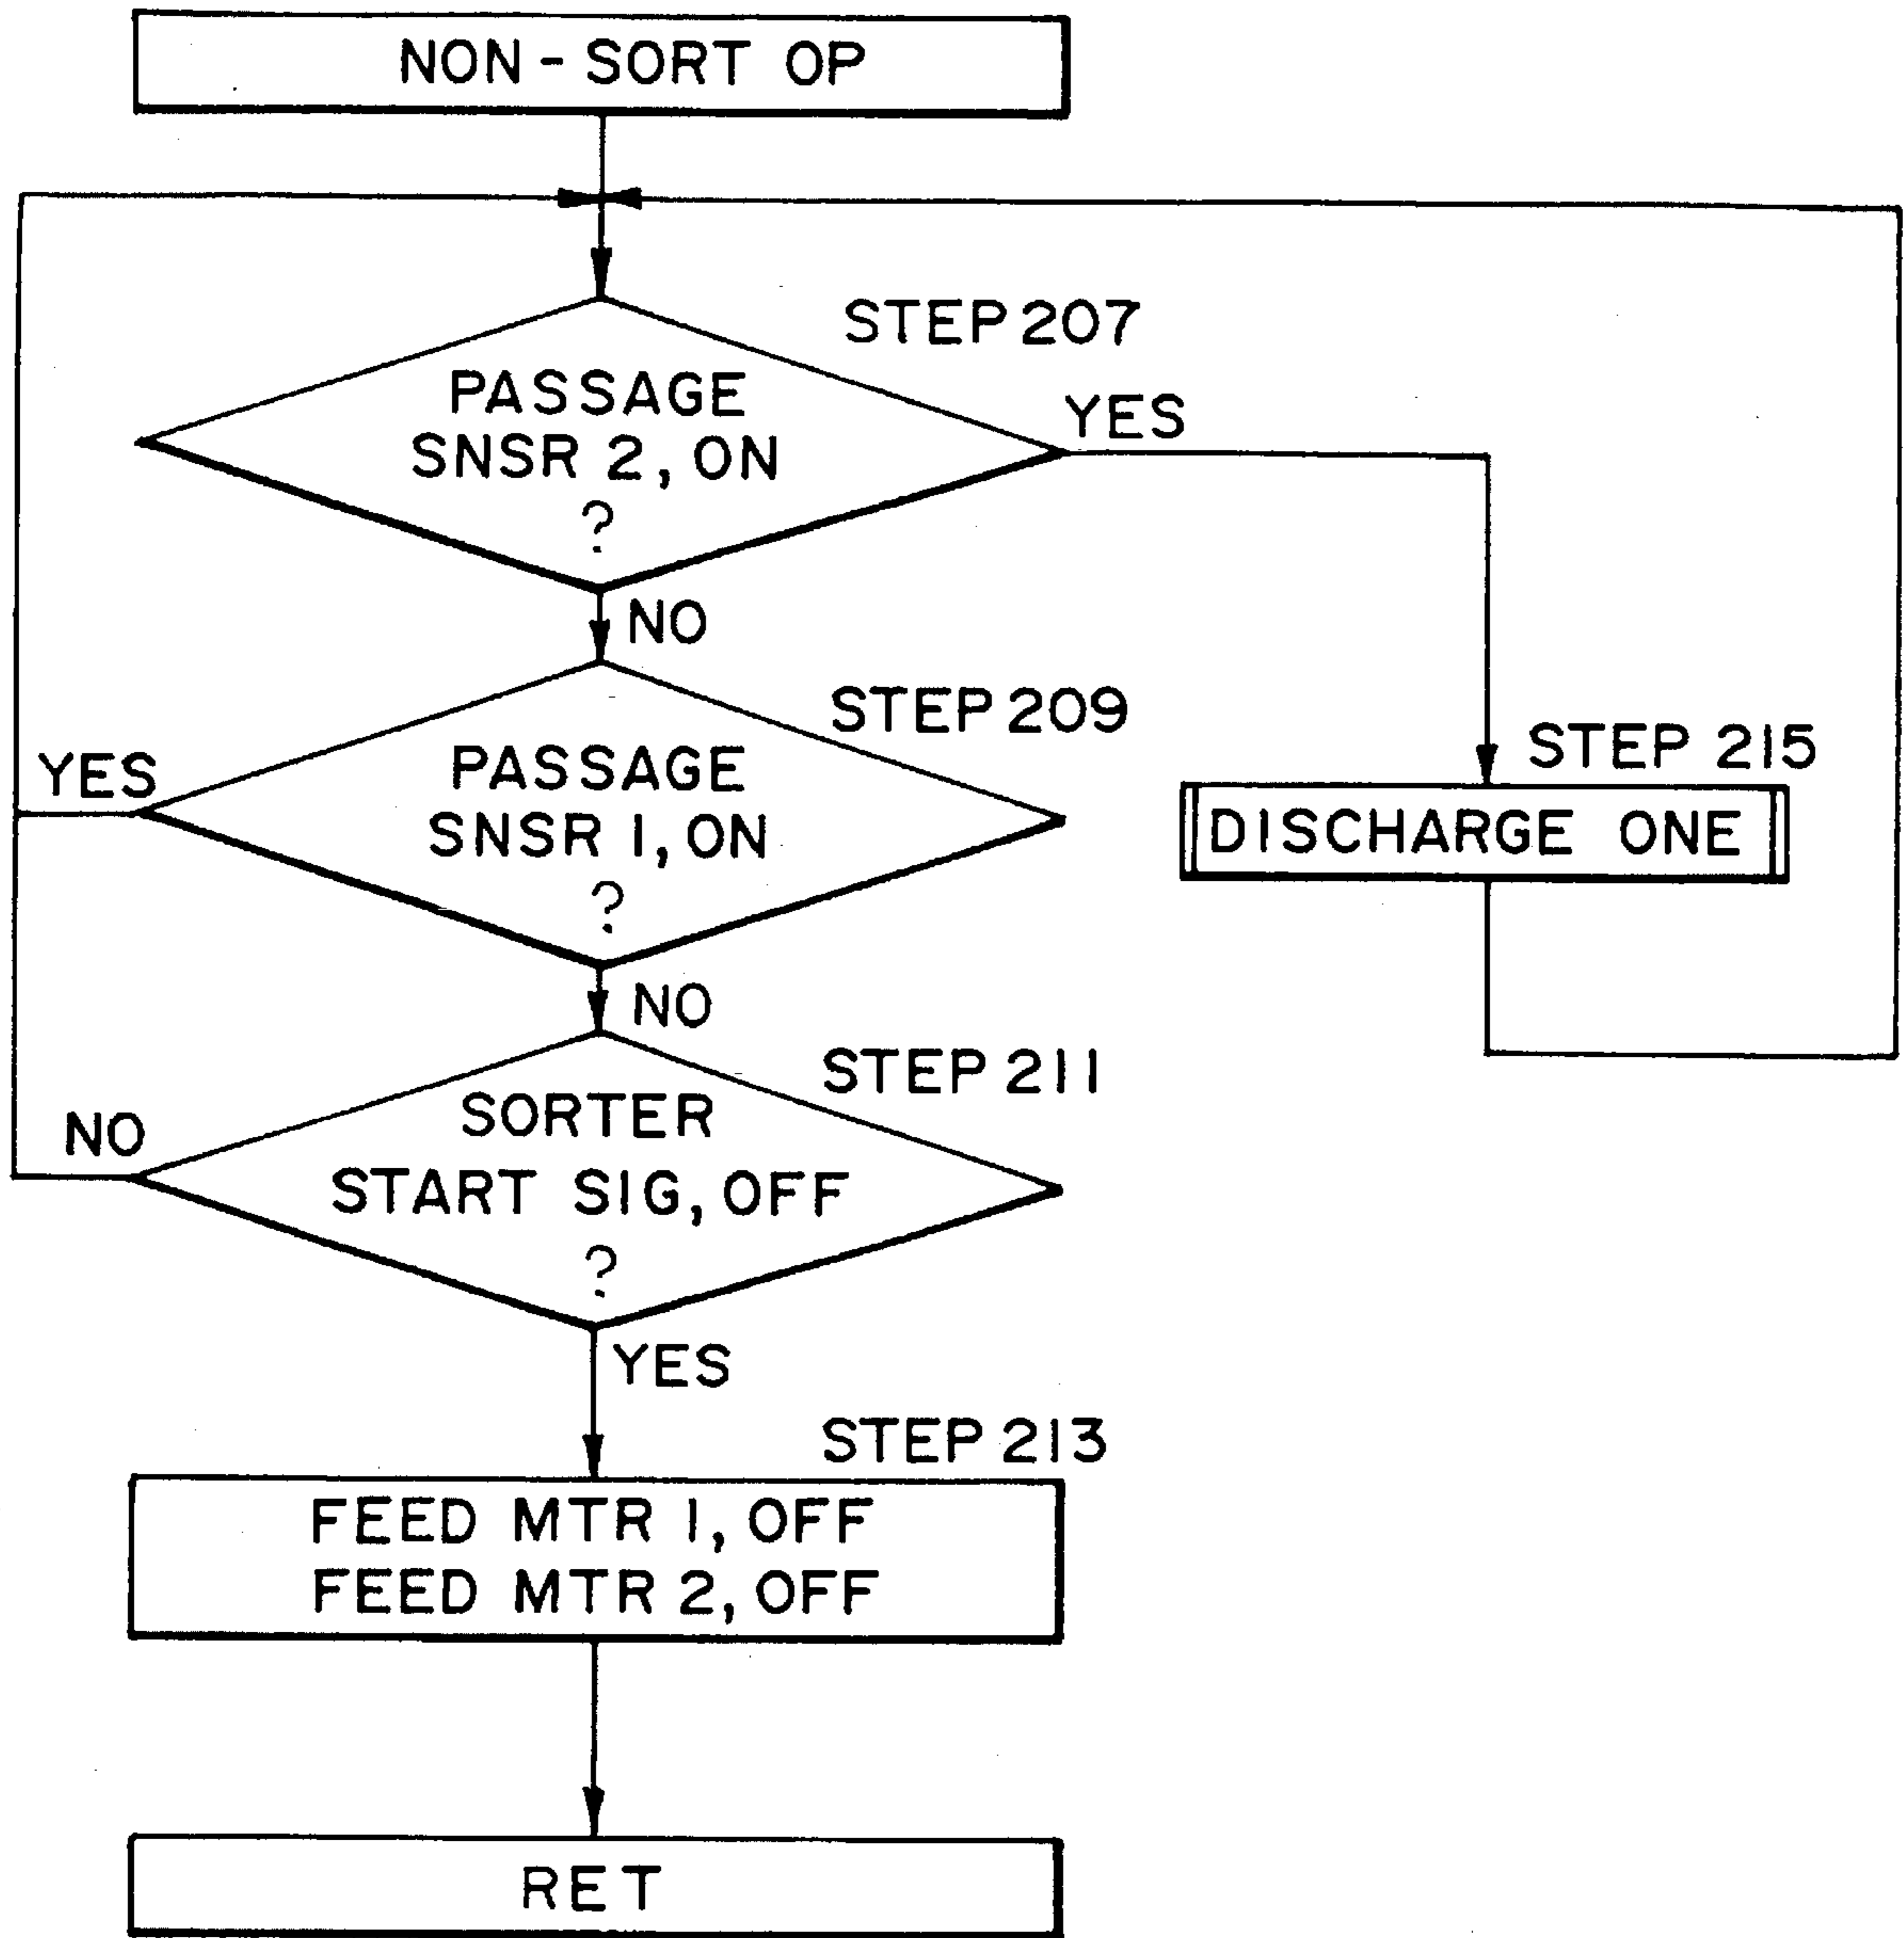 NON-SORT OP
STEP 207
PASSAGE
SNSR 2, ON
?
YES
NO
STEP 209
PASSAGE
SNSR 1, ON
?
YES
NO
STEP 215
DISCHARGE ONE
STEP 211
SORTER
START SIG, OFF
?
NO
YES
STEP 213
FEED MTR 1, OFF
FEED MTR 2, OFF
RET